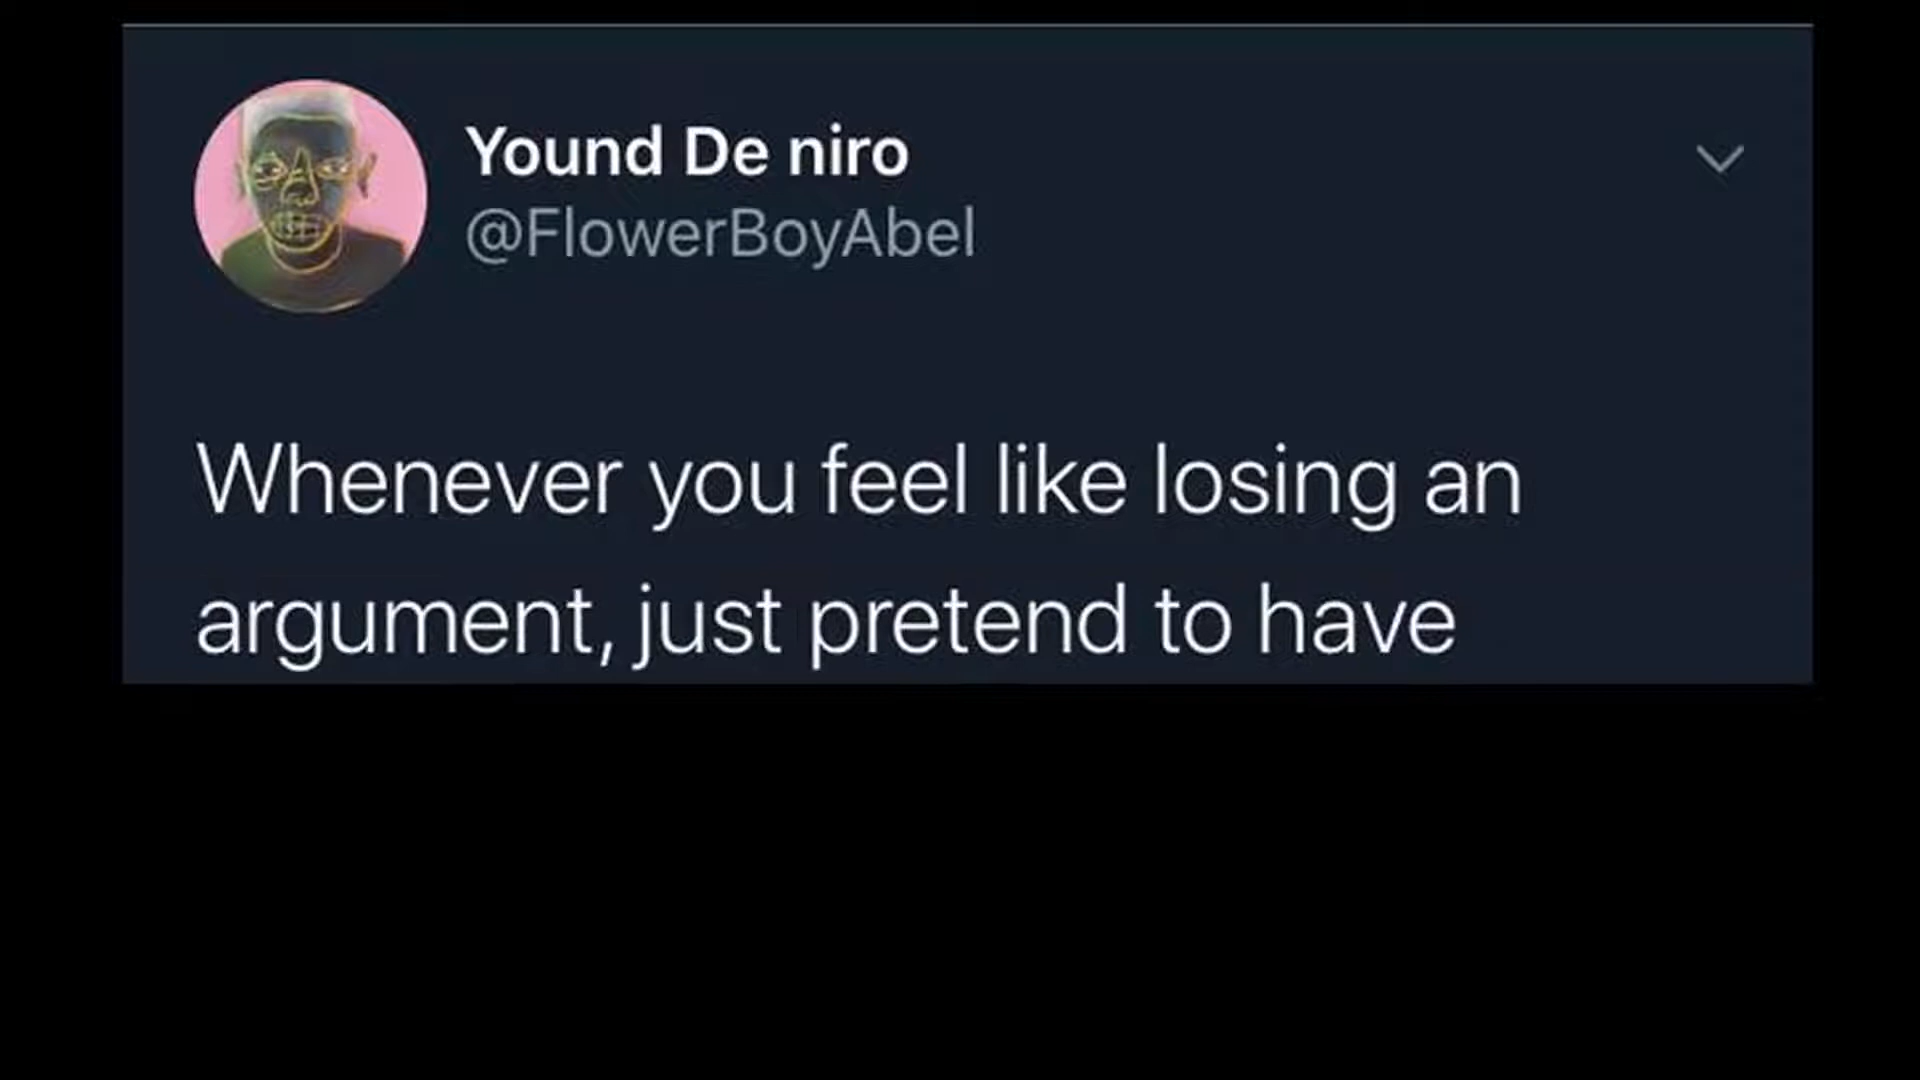 Yound De niro
@FlowerBoyAbel
Whenever you feel like losing an
argument, just pretend to have